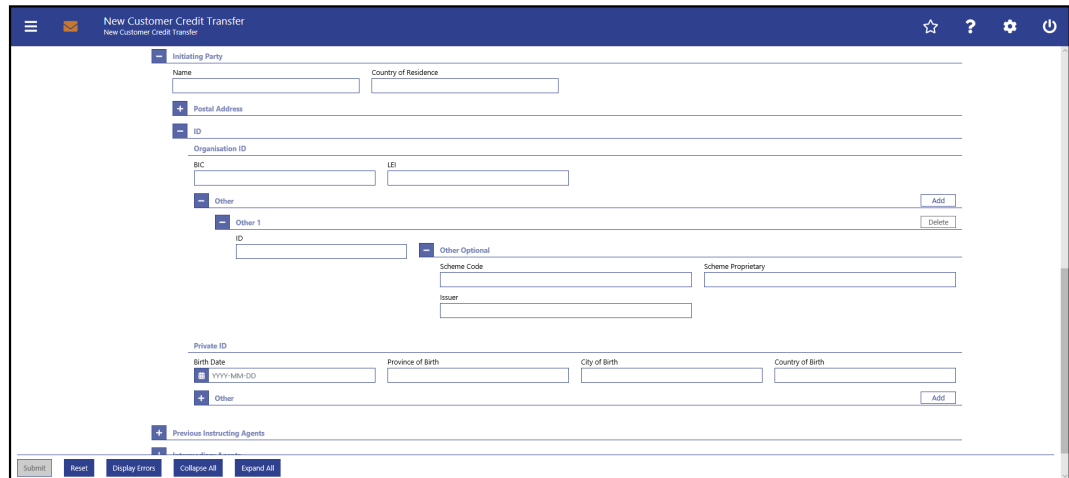 New Customer Credit Transfer
New Customer Credit Transfer
Initiating Party
Name Country of Residence
Postal Address
ID
Organisation ID
BIC LEI
Other Add
Other 1 Delete
ID
Other Optional
Scheme Code Scheme Proprietary
Issuer
Private ID
Birth Date Province of Birth City of Birth Country of Birth
YYYY-MM-DD
Other Add
Previous Instructing Agents
Intermediary Agents
Submit Reset Display Errors Collapse All Expand All